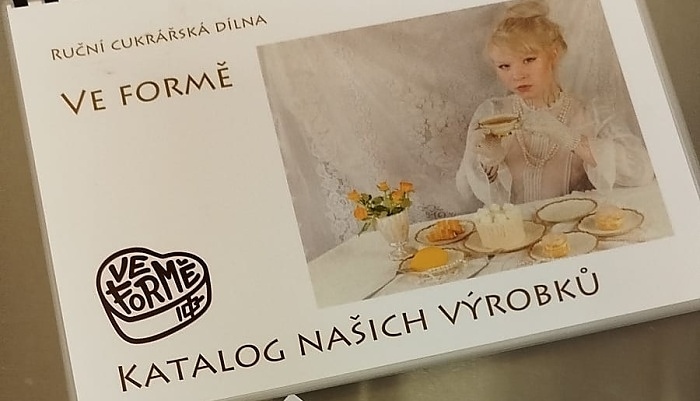 RUČNÍ CUKRÁŘSKÁ DÍLNA
VE FORMĚ
VE
FORMĚ
KATALOG NAŠICH VÝROBKŮ